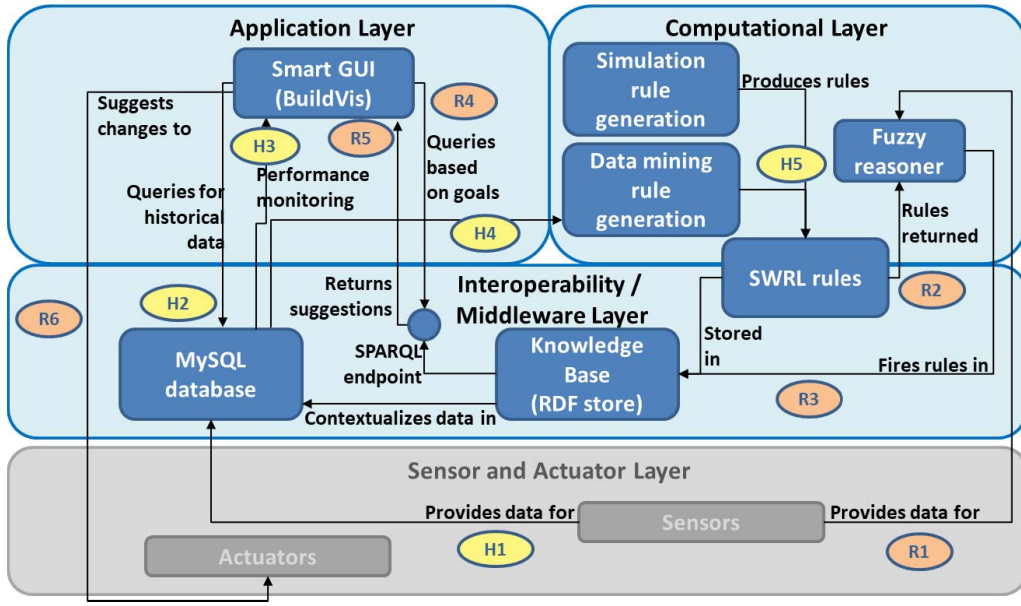 Application Layer
Computational Layer
Smart GUI
(BuildVis)
Suggests
changes to
R4
R5
H3
Queries
based
on goals
Performance
monitoring
Queries for
historical
data
H4
Simulation
rule
generation
Produces rules
Data mining
rule
generation
H5
Fuzzy
reasoner
Rules
returned
SWRL rules
R2
R6
H2
Returns
suggestions
Interoperability /
Middleware Layer
MySQL
database
SPARQL
endpoint
Knowledge
Base
(RDF store)
Stored
in
Fires rules in
R3
Contextualizes data in
Sensor and Actuator Layer
Provides data for
Sensors
Provides data for
H1
R1
Actuators